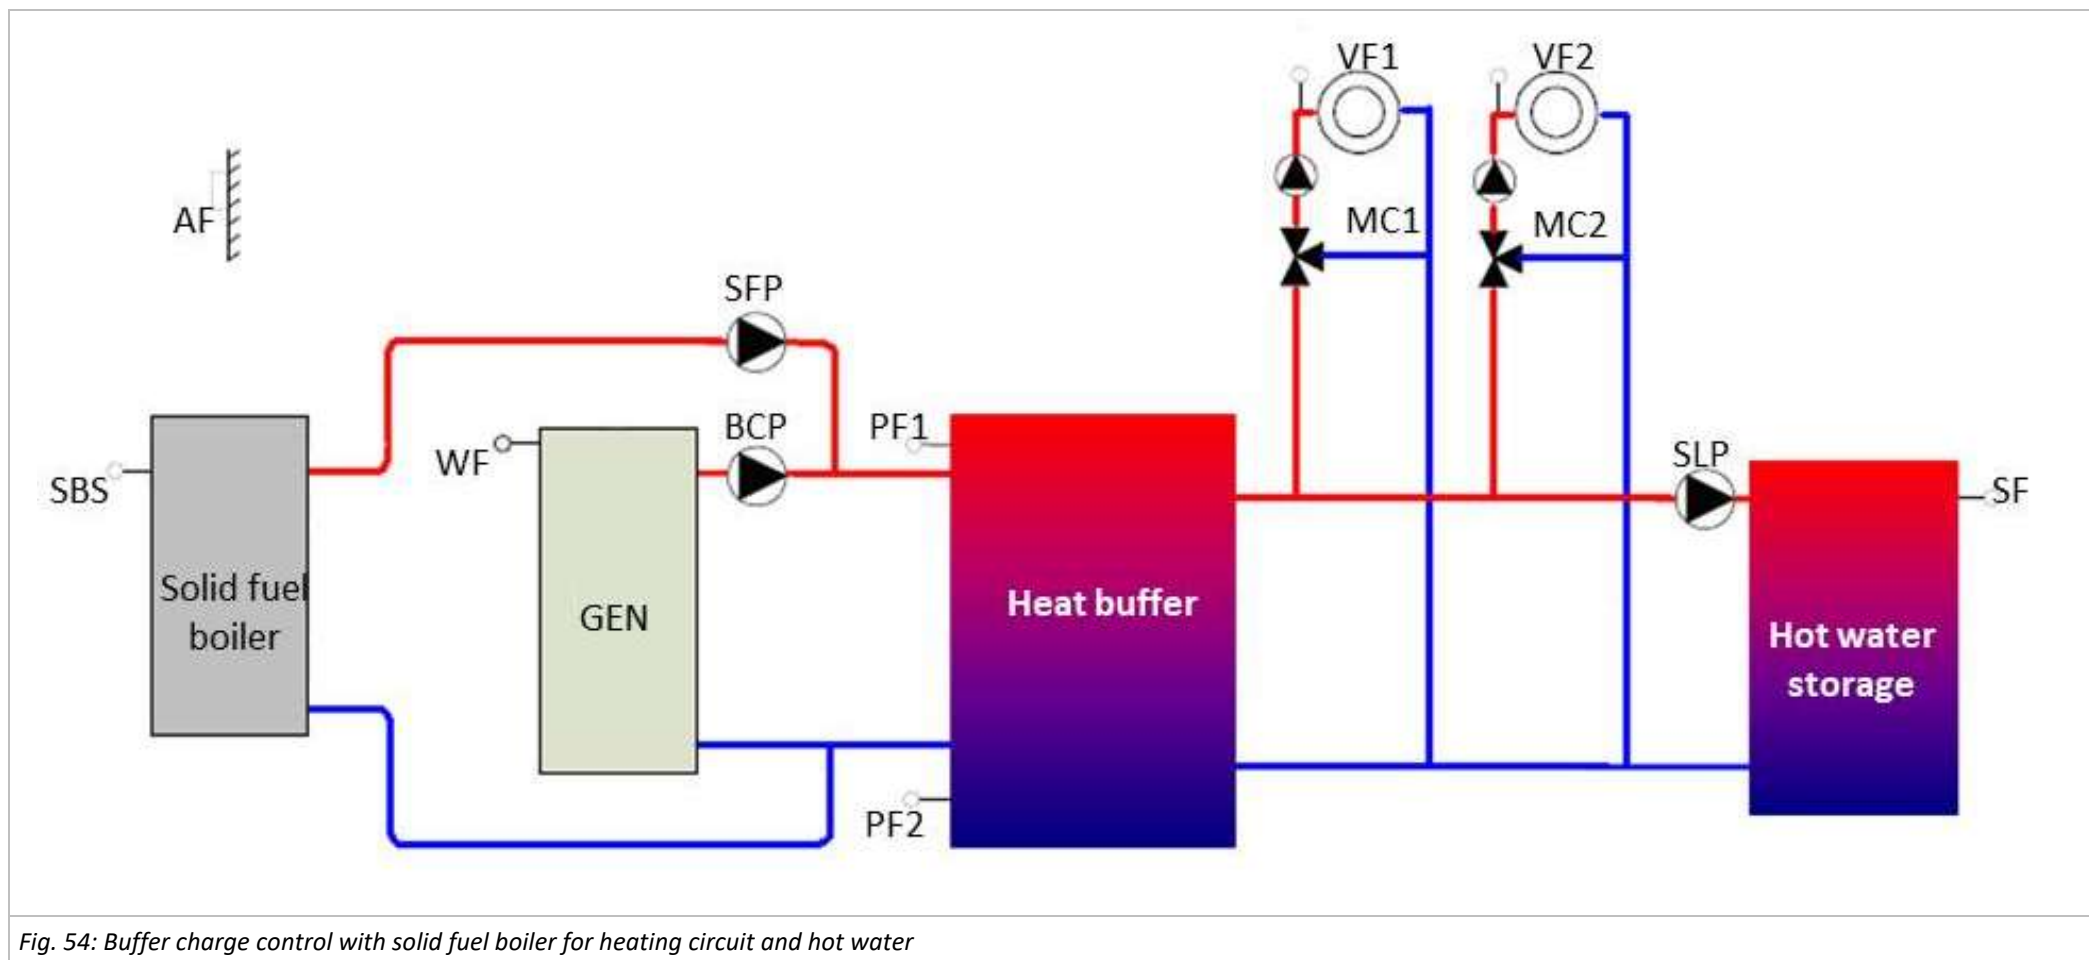 VF1
VF2
AF
MC1
MC2
SFP
BCP
PF1
WF
SLP
SBS
SF
Solid fuel
boiler
GEN
Heat buffer
Hot water
storage
PF2
Fig. 54: Buffer charge control with solid fuel boiler for heating circuit and hot water